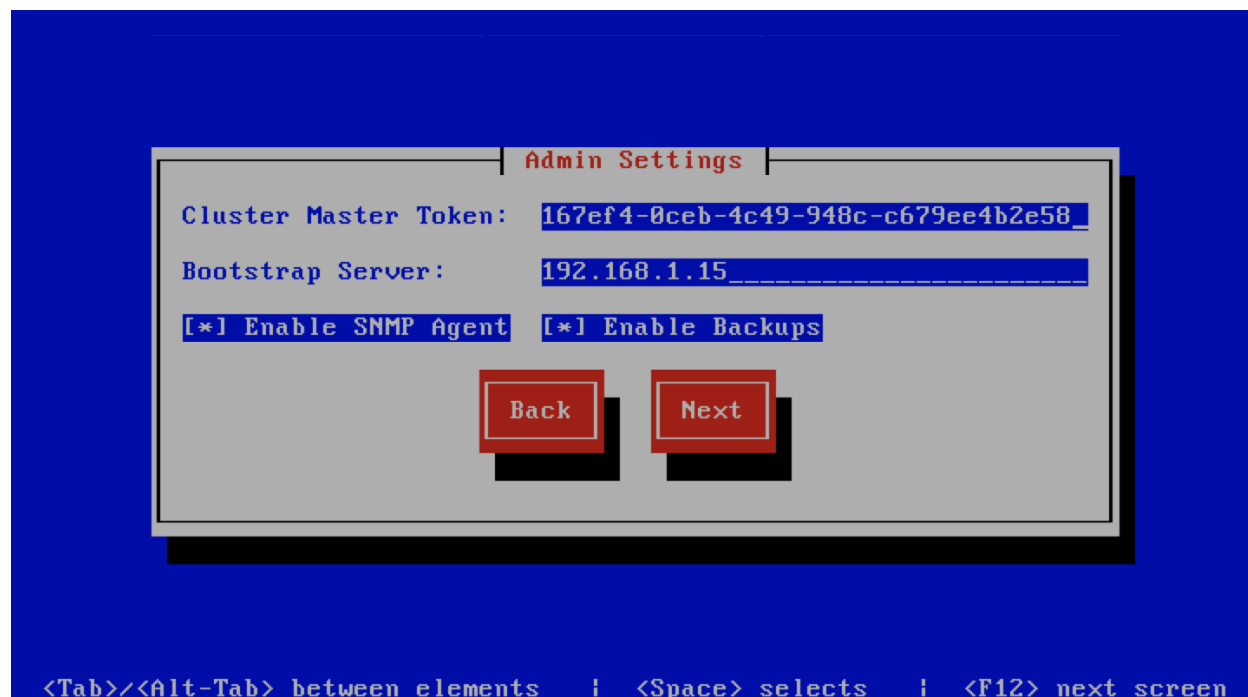 Admin Settings
Cluster Master Token: 167ef4-0ceb-4c49-948c-c679ee4b2e58_
Bootstrap Server: 192.168.1.15_______________________
[*] Enable SNMP Agent [*] Enable Backups
Back Next
<Tab>/<Alt-Tab> between elements | <Space> selects | <F12> next screen